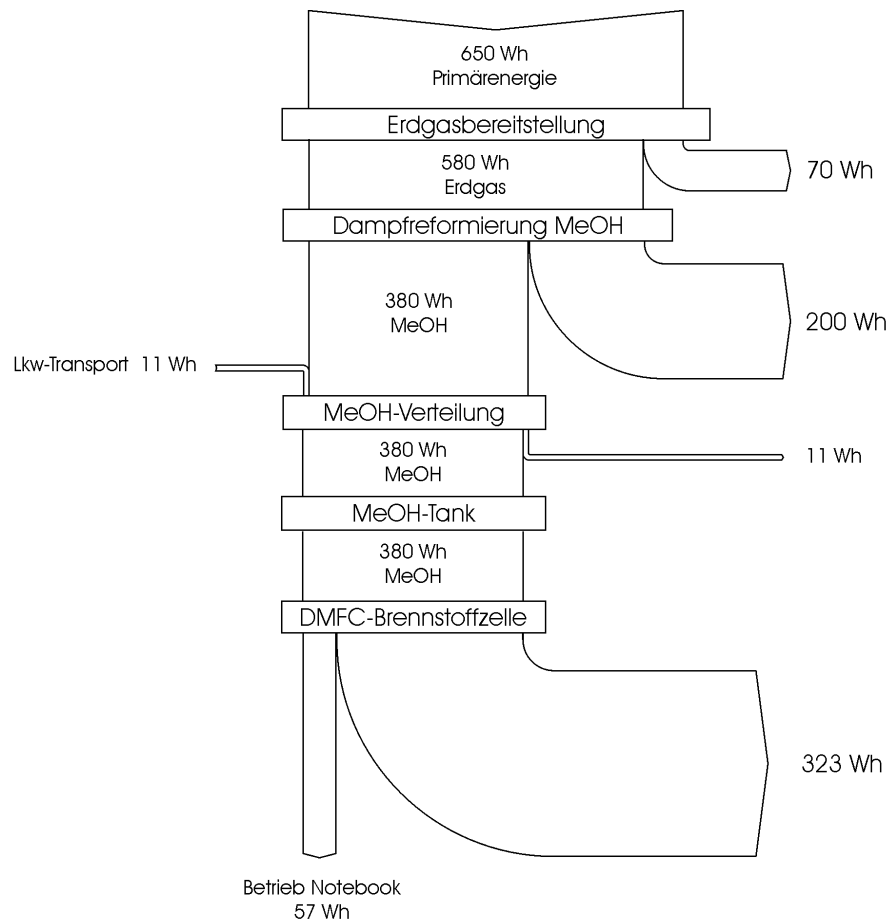 650 Wh
Primärenergie
Erdgasbereitstellung
580 Wh
Erdgas
70 Wh
Dampfreformierung MeOH
380 Wh
MeOH
200 Wh
Lkw-Transport 11 Wh
MeOH-Verteilung
380 Wh
MeOH
11 Wh
MeOH-Tank
380 Wh
MeOH
DMFC-Brennstoffzelle
323 Wh
Betrieb Notebook
57 Wh